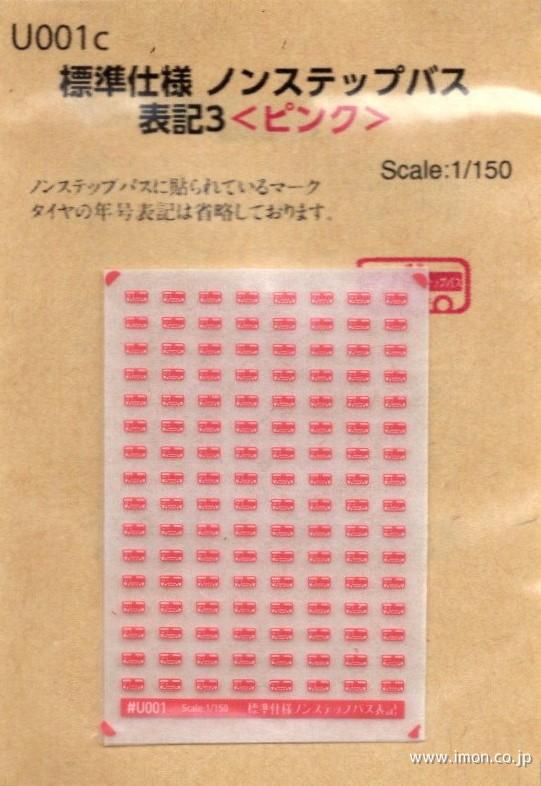 U001c
標準仕様 ノンステップバス
表記3<ピンク>
Scale:1/150
ノンステップバスに貼られているマーク
タイヤの年号表記は省略しております。
#U001 Scale:1/150 標準仕様ノンステップバス表記
www.imon.co.jp